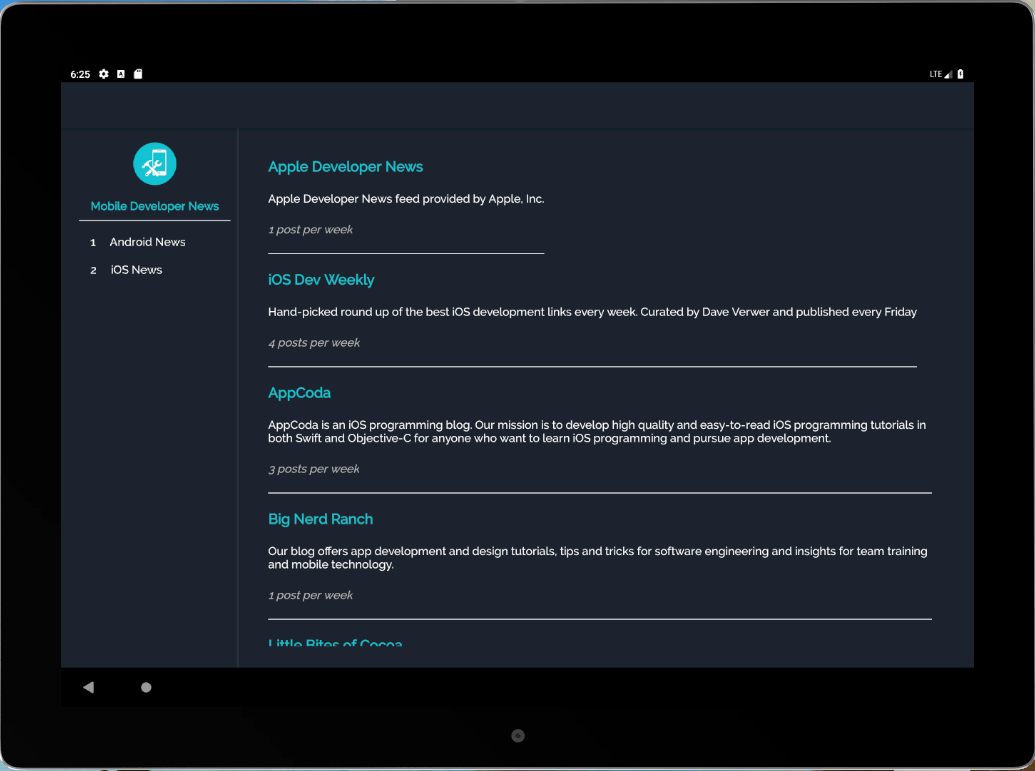 6:25
LTE
Mobile Developer News
1 Android News
2 iOS News
Apple Developer News
Apple Developer News feed provided by Apple, Inc.
1 post per week
iOS Dev Weekly
Hand-picked round up of the best iOS development links every week. Curated by Dave Verwer and published every Friday
4 posts per week
AppCoda
AppCoda is an iOS programming blog. Our mission is to develop high quality and easy-to-read iOS programming tutorials in
both Swift and Objective-C for anyone who want to learn iOS programming and pursue app development.
3 posts per week
Big Nerd Ranch
Our blog offers app development and design tutorials, tips and tricks for software engineering and insights for team training
and mobile technology.
1 post per week
Little Bites of Cocoa